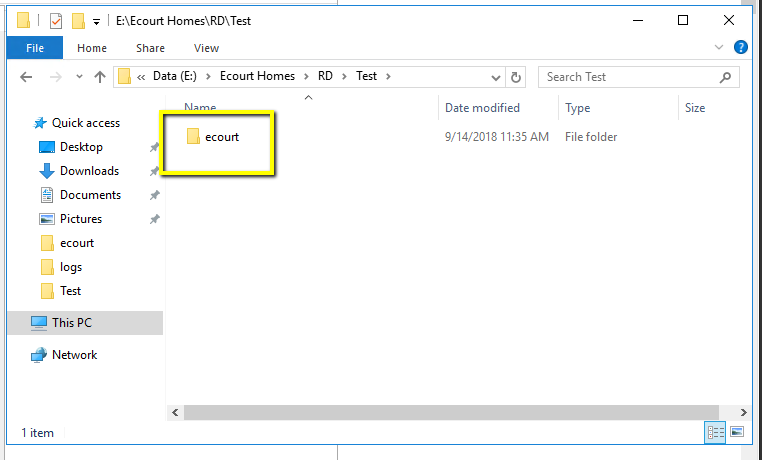 E:\Ecourt Homes\RD\Test
File Home Share View
« Data (E:) > Ecourt Homes > RD > Test > Search Test
Name Date modified Type Size
Quick access
ecourt 9/14/2018 11:35 AM File folder
Desktop
Downloads
Documents
Pictures
ecourt
logs
Test
This PC
Network
1 item